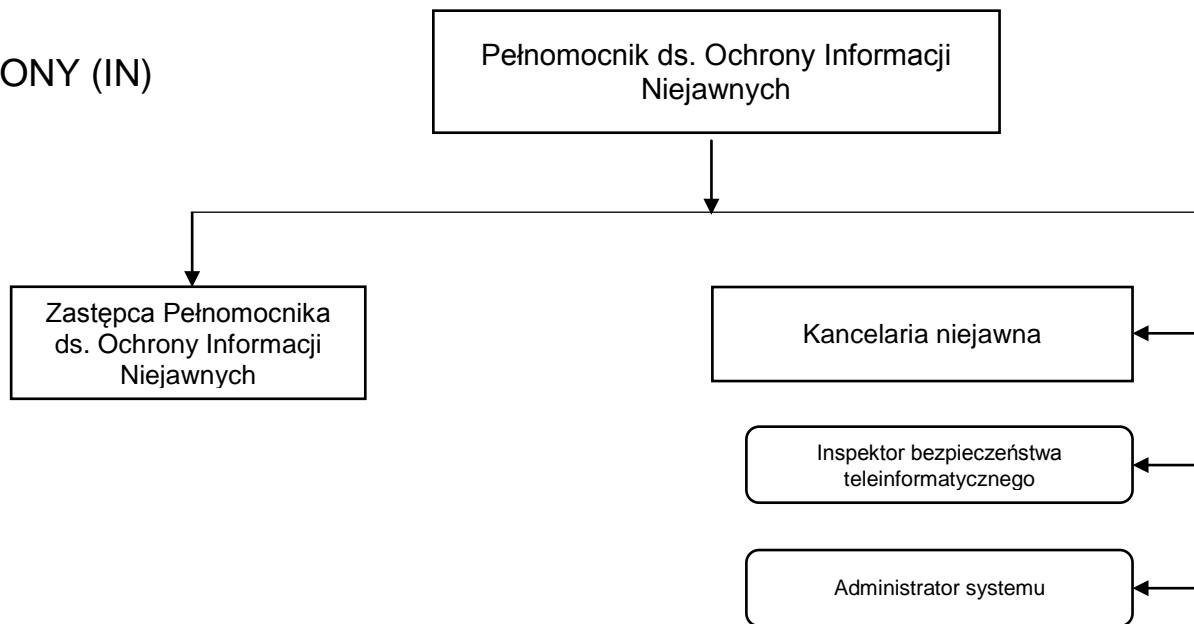 ONY (IN)
Pełnomocnik ds. Ochrony Informacji
Niejawnych
Zastępca Pełnomocnika
ds. Ochrony Informacji
Niejawnych
Kancelaria niejawna
Inspektor bezpieczeństwa
teleinformatycznego
Administrator systemu